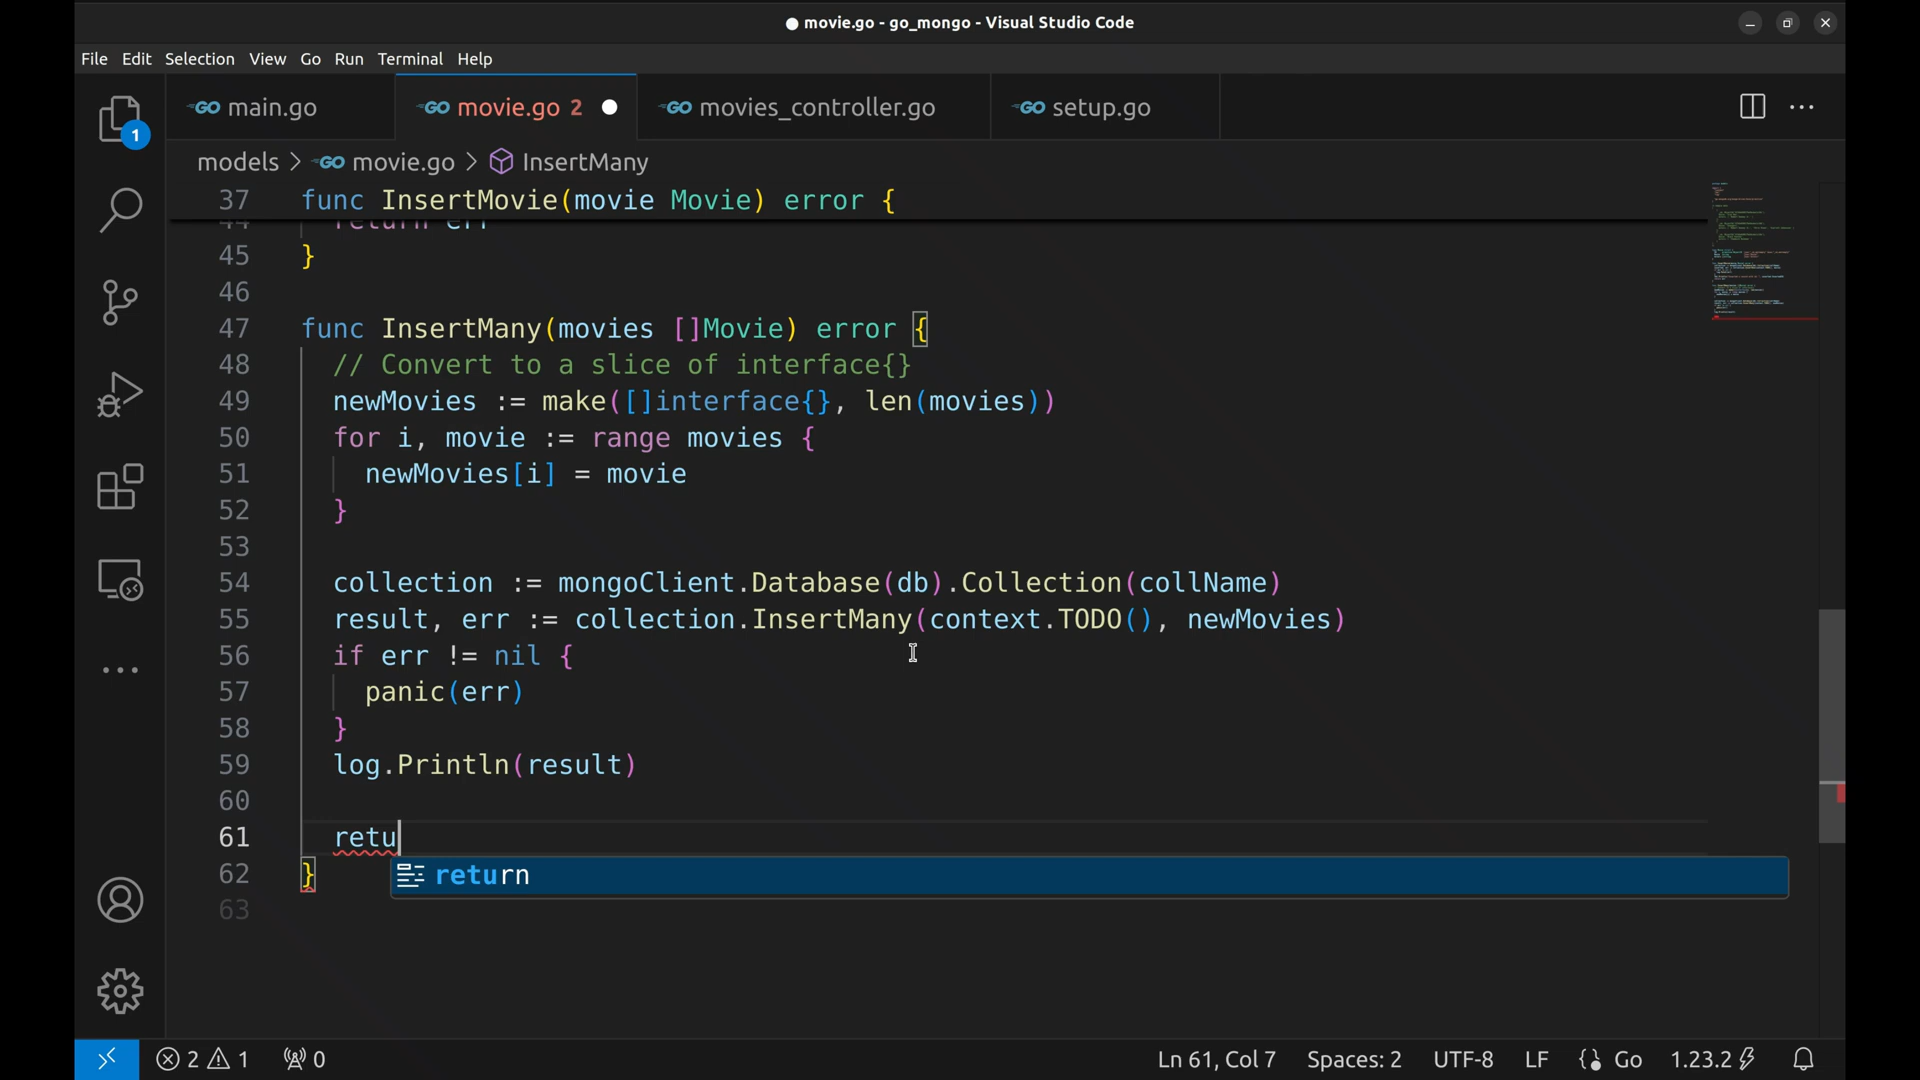 movie.go - go_mongo - Visual Studio Code
File Edit Selection View Go Run Terminal Help
GO main.go GO movie.go 2 GO movies_controller.go GO setup.go
1
models > GO movie.go > InsertMany
37 func InsertMovie(movie Movie) error {
44 return err
45 }
46
47 func InsertMany(movies []Movie) error {
48 // Convert to a slice of interface{}
49 newMovies := make([]interface{}, len(movies))
50 for i, movie := range movies {
51 newMovies[i] = movie
52 }
53
54 collection := mongoClient.Database(db).Collection(collName)
55 result, err := collection.InsertMany(context.TODO(), newMovies)
56 if err != nil {
57 panic(err)
58 }
59 log.Println(result)
60
61 retu
62 }
return
63
2 1 0 Ln 61, Col 7 Spaces: 2 UTF-8 LF Go 1.23.2